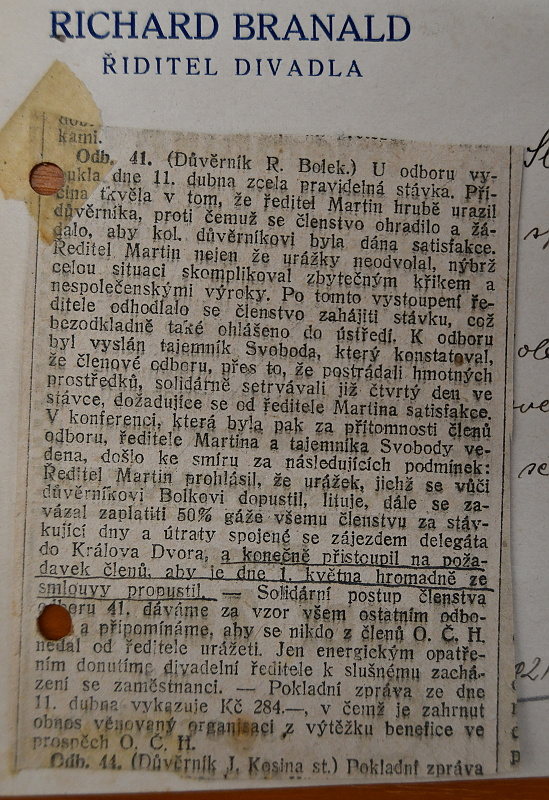 RICHARD BRANALD
ŘIDITEL DIVADLA
kami.
Odb. 41. (Důvěrník R. Bolek.) U odboru vy-
pukla dne 11. dubna zcela pravidelná stávka. Pří-
čina tkvěla v tom, že ředitel Martin hrubě urazil
důvěrníka, proti čemuž se členstvo ohradilo a žá-
dalo, aby kol. důvěrníkovi byla dána satisfakce.
Ředitel Martin nejen že urážky neodvolal, nýbrž
celou situaci skomplikoval zbytečným křikem a
nespolečenskými výroky. Po tomto vystoupení ře-
ditele odhodlalo se členstvo zahájiti stávku, což
bezodkladně také ohlášeno do ústředí. K odboru
byl vyslán tajemník Svoboda, který konstatoval,
že členové odboru, přes to, že postrádali hmotných
prostředků, solidárně setrvávali již čtvrtý den ve
stávce, dožadujíce se od ředitele Martina satisfakce.
V konferenci, která byla pak za přítomnosti členů
odboru, ředitele Martina a tajemníka Svobody ve-
dena, došlo ke smíru za následujících podmínek:
Ředitel Martin prohlásil, že urážek, jichž se vůči
důvěrníkovi Bolkovi dopustil, lituje, dále se za-
vázal zaplatiti 50% gáže všemu členstvu za stáv-
kující dny a útraty spojené se zájezdem delegáta
do Králova Dvora, a konečně přistoupil na poža-
davek členů, aby je dne 1. května hromadně ze
smlouvy propustil. — Solidární postup členstva
odboru 41. dáváme za vzor všem ostatním odbo-
a připomínáme, aby se nikdo z členů O. Č. H.
nedal od ředitele urážeti. Jen energickým opatře-
ním donutíme divadelní ředitele k slušnému zachá-
zení se zaměstnanci. — Pokladní zpráva ze dne
11. dubna vykazuje Kč 284.—, v čemž je zahrnut
obnos věnovaný organisaci z výtěžku benefice ve
prospěch O. Č. H.
Odb. 44. (Důvěrník J. Kosina st.) Pokladní zpráva